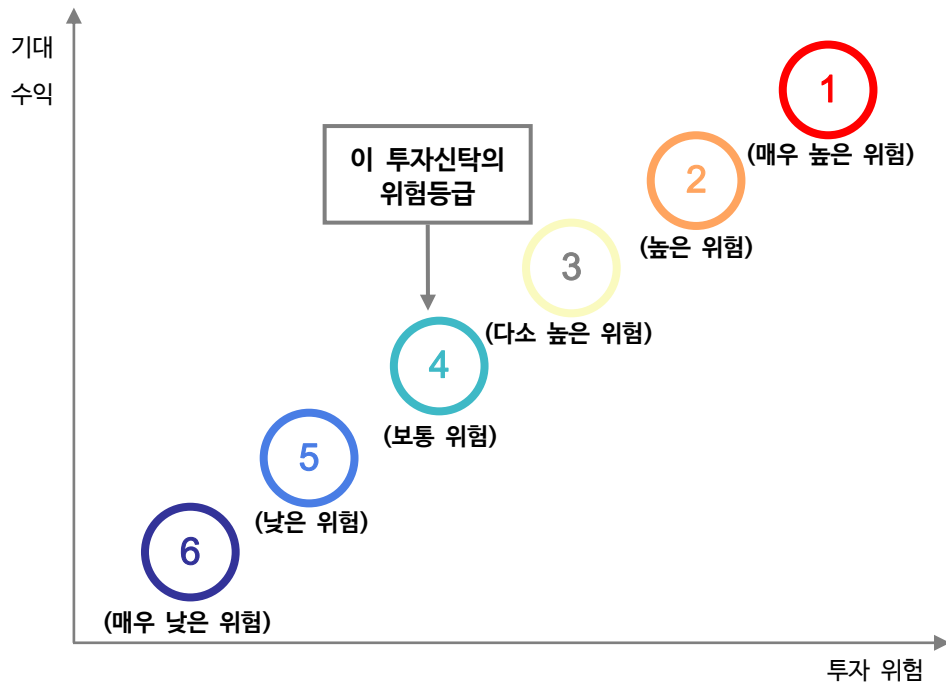 기대
수익
1
(매우 높은 위험)
이 투자신탁의
위험등급
2
(높은 위험)
3
(다소 높은 위험)
4
(보통 위험)
5
(낮은 위험)
6
(매우 낮은 위험)
투자 위험